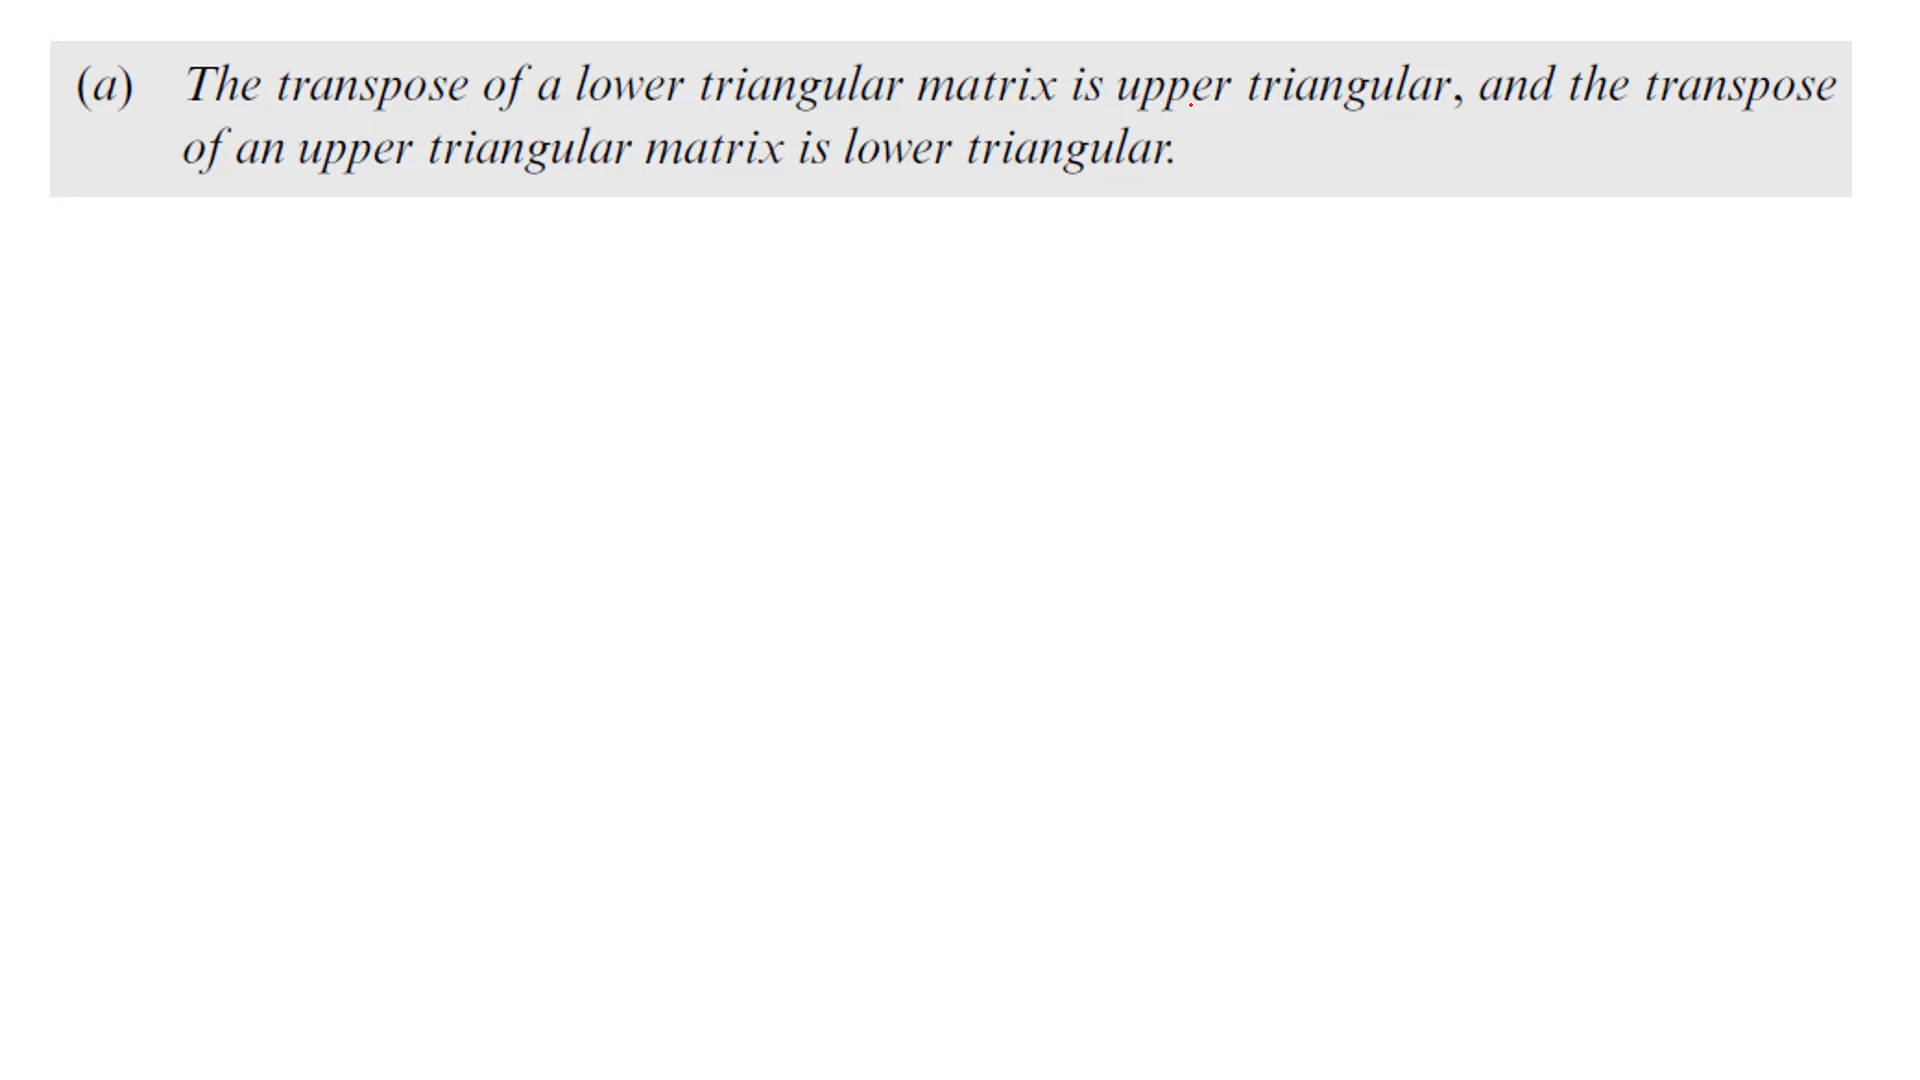 (a) The transpose of a lower triangular matrix is upper triangular, and the transpose
of an upper triangular matrix is lower triangular.